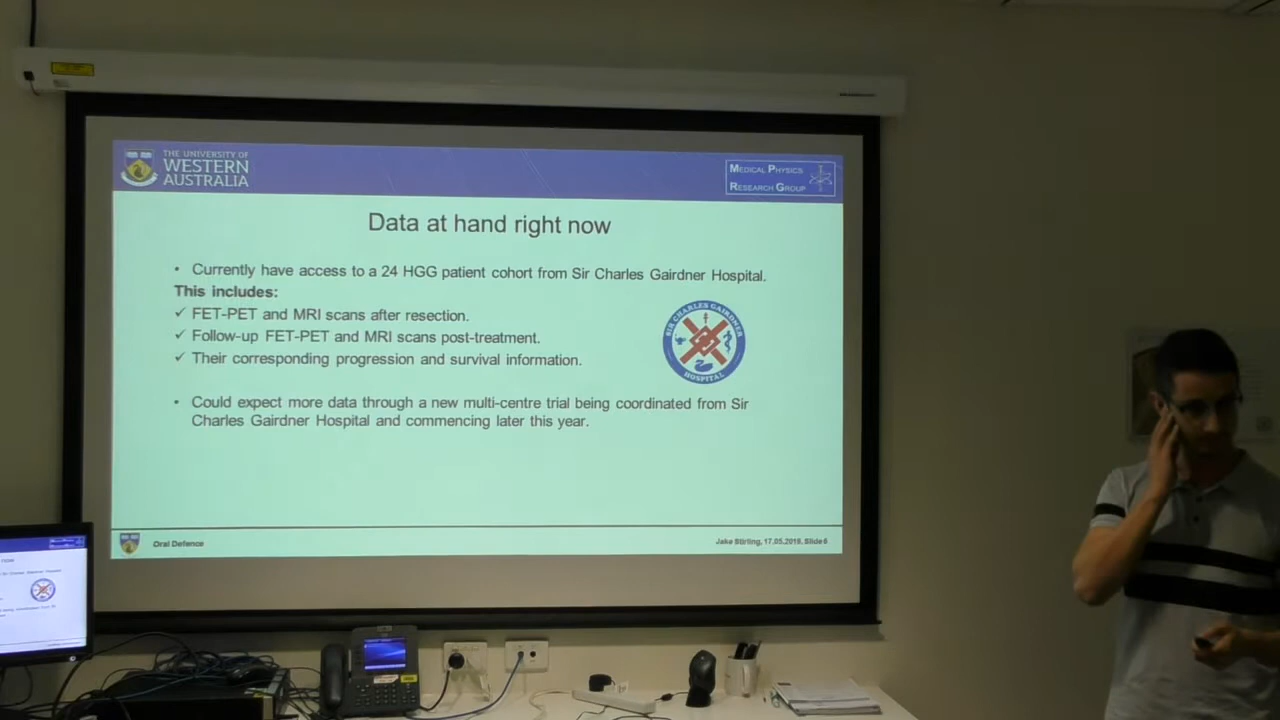 THE UNIVERSITY OF
WESTERN
AUSTRALIA
MEDICAL PHYSICS
RESEARCH GROUP
Data at hand right now
• Currently have access to a 24 HGG patient cohort from Sir Charles Gairdner Hospital.
This includes:
✓ FET-PET and MRI scans after resection.
✓ Follow-up FET-PET and MRI scans post-treatment.
✓ Their corresponding progression and survival information.
SIR CHARLES GAIRDNER
HOSPITAL
• Could expect more data through a new multi-centre trial being coordinated from Sir
Charles Gairdner Hospital and commencing later this year.
Oral Defence
Jake Stirling, 17.05.2019, Slide 6